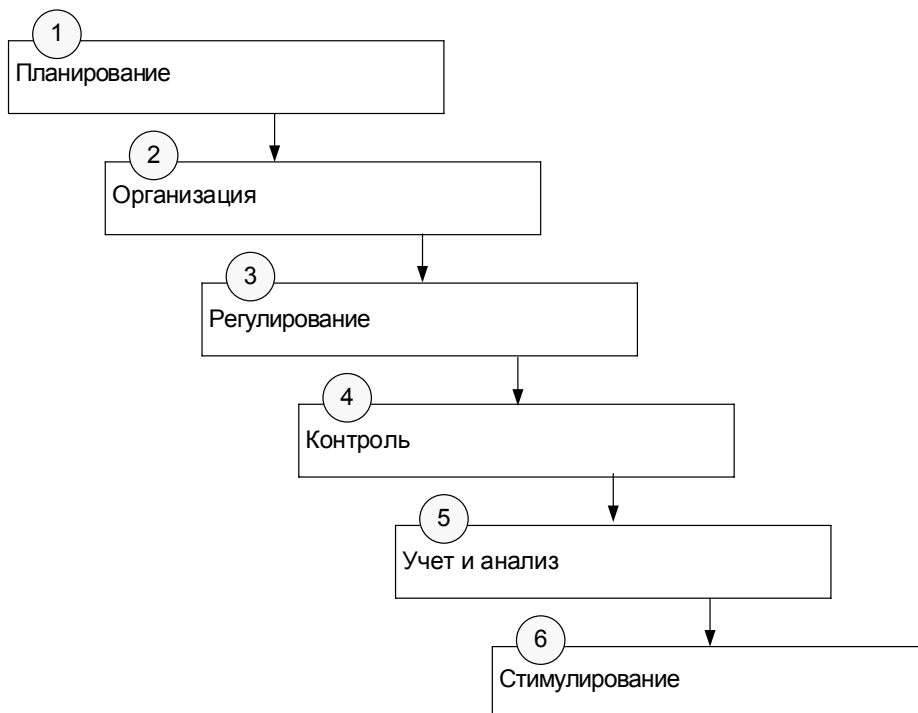 1
Планирование
2
Организация
3
Регулирование
4
Контроль
5
Учет и анализ
6
Стимулирование